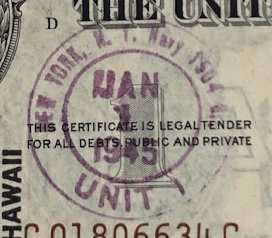 D THE UNIT
NEW YORK, N. Y. Navy
JAN
1
1945
UNIT 1
THIS CERTIFICATE IS LEGAL TENDER
FOR ALL DEBTS, PUBLIC AND PRIVATE
HAWAII
C01806634C